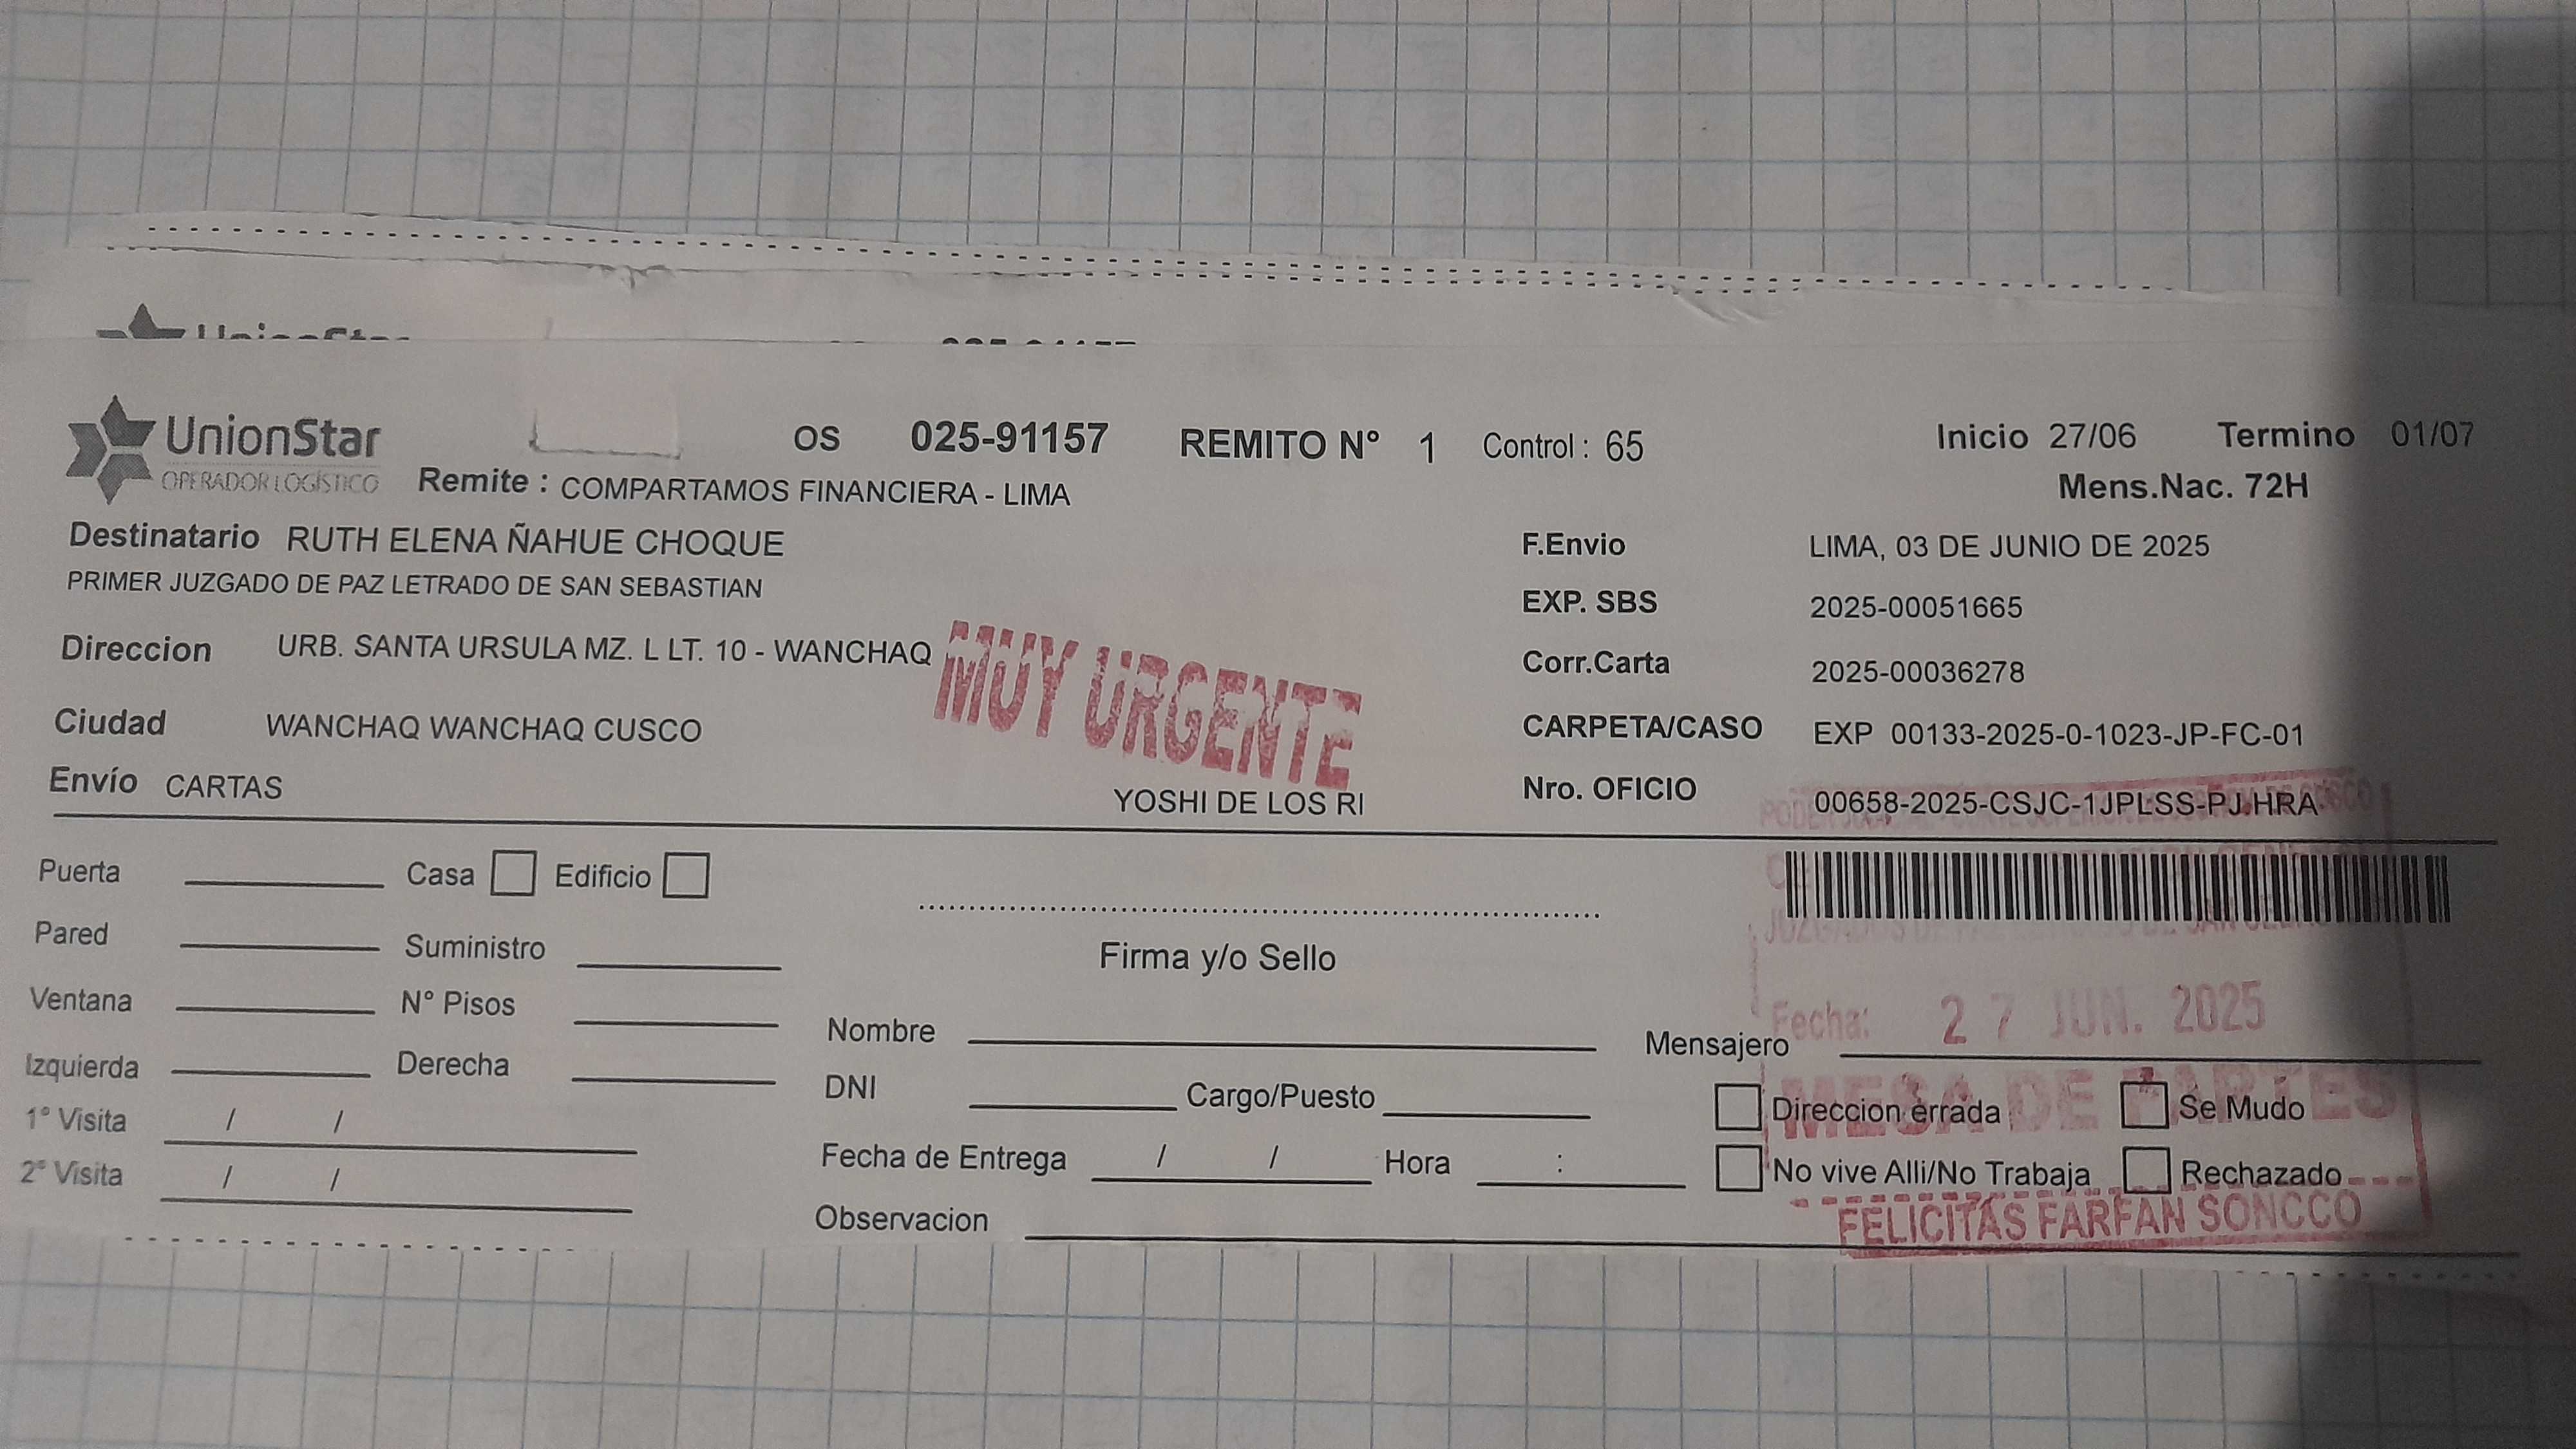 UnionStar
OPERADOR LOGÍSTICO
OS 025-91157 REMITO N° 1 Control : 65
Inicio 27/06 Termino 01/07
Mens.Nac. 72H
Remite : COMPARTAMOS FINANCIERA - LIMA
Destinatario RUTH ELENA ÑAHUE CHOQUE
PRIMER JUZGADO DE PAZ LETRADO DE SAN SEBASTIAN
Direccion URB. SANTA URSULA MZ. L LT. 10 - WANCHAQ
Ciudad WANCHAQ WANCHAQ CUSCO
Envío CARTAS
MUY URGENTE
YOSHI DE LOS RI
F.Envio LIMA, 03 DE JUNIO DE 2025
EXP. SBS 2025-00051665
Corr.Carta 2025-00036278
CARPETA/CASO EXP 00133-2025-0-1023-JP-FC-01
Nro. OFICIO 00658-2025-CSJC-1JPLSS-PJ.HRA
Puerta Casa Edificio
Pared Suministro
Ventana N° Pisos
Izquierda Derecha
1° Visita / /
2° Visita / /
Firma y/o Sello
Nombre
DNI Cargo/Puesto
Fecha de Entrega / / Hora :
Observacion
Mensajero
Direccion errada Se Mudo
No vive Alli/No Trabaja Rechazado
Fecha: 27 JUN. 2025
MESA DE PARTES
FELICITAS FARFAN SONCCO